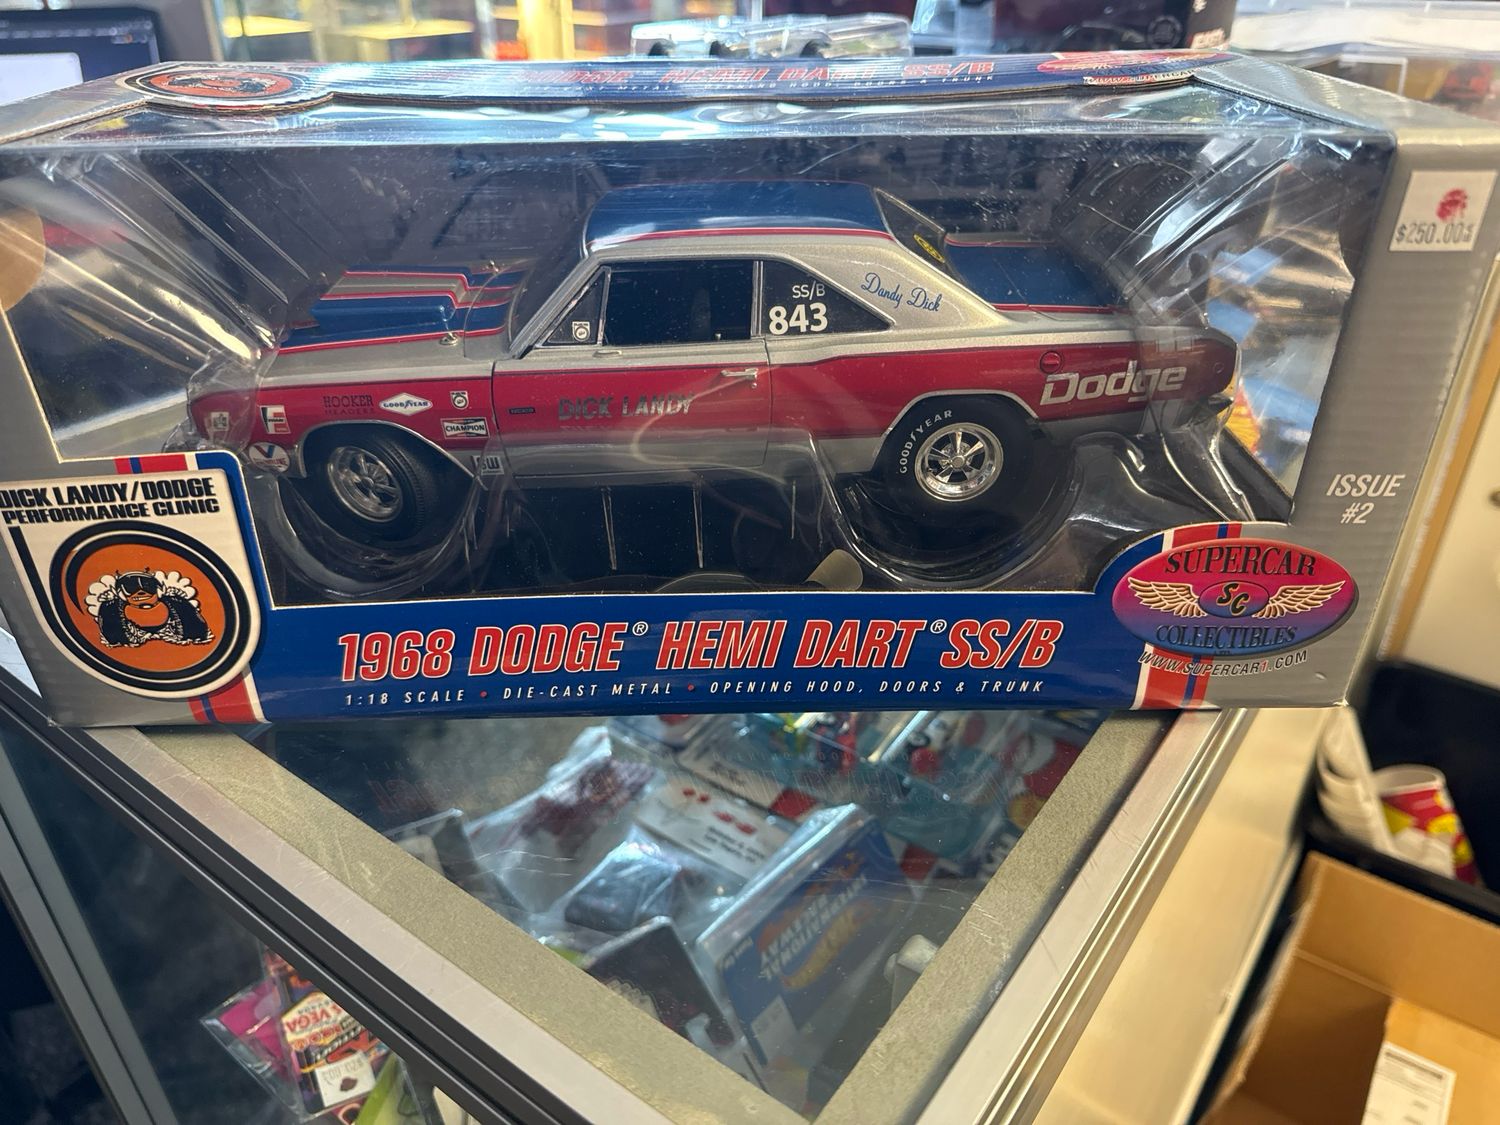 DODGE HEMI DART SS/B
$250.00
SS/B
843
Dandy Dick
Dodge
HOOKER
HEADERS
GOODYEAR
CHAMPION
DICK LANDY
GOODYEAR
DICK LANDY/DODGE
PERFORMANCE CLINIC
ISSUE
#2
SUPERCAR
SC
COLLECTIBLES
WWW.SUPERCAR1.COM
1968 DODGE® HEMI DART® SS/B
1:18 SCALE • DIE-CAST METAL • OPENING HOOD, DOORS & TRUNK